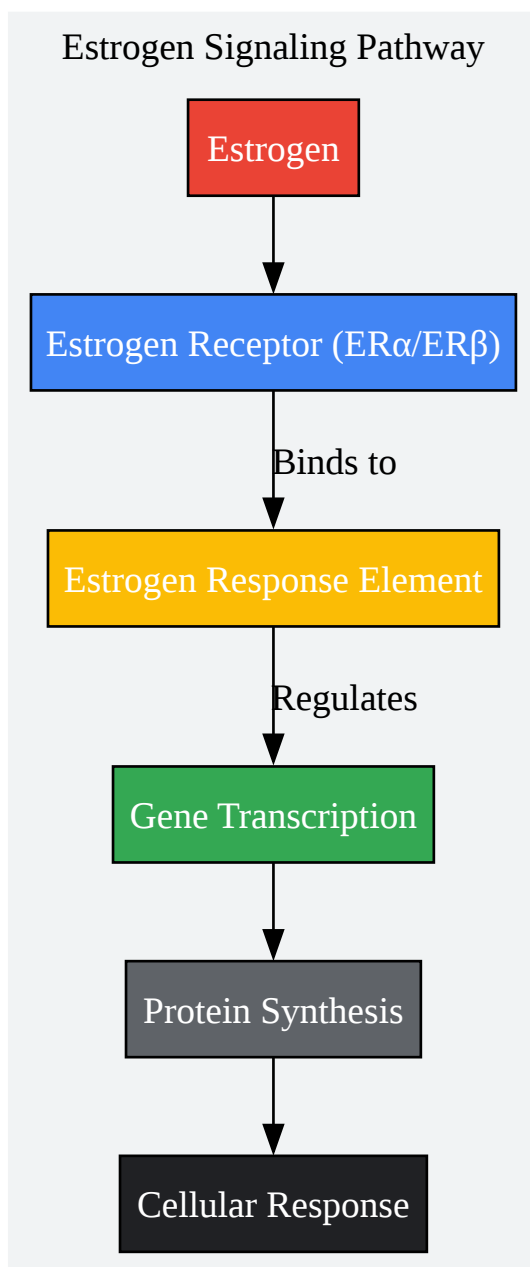 Estrogen Signaling Pathway
Estrogen
Estrogen Receptor (ERα/ERβ)
Binds to
Estrogen Response Element
Regulates
Gene Transcription
Protein Synthesis
Cellular Response